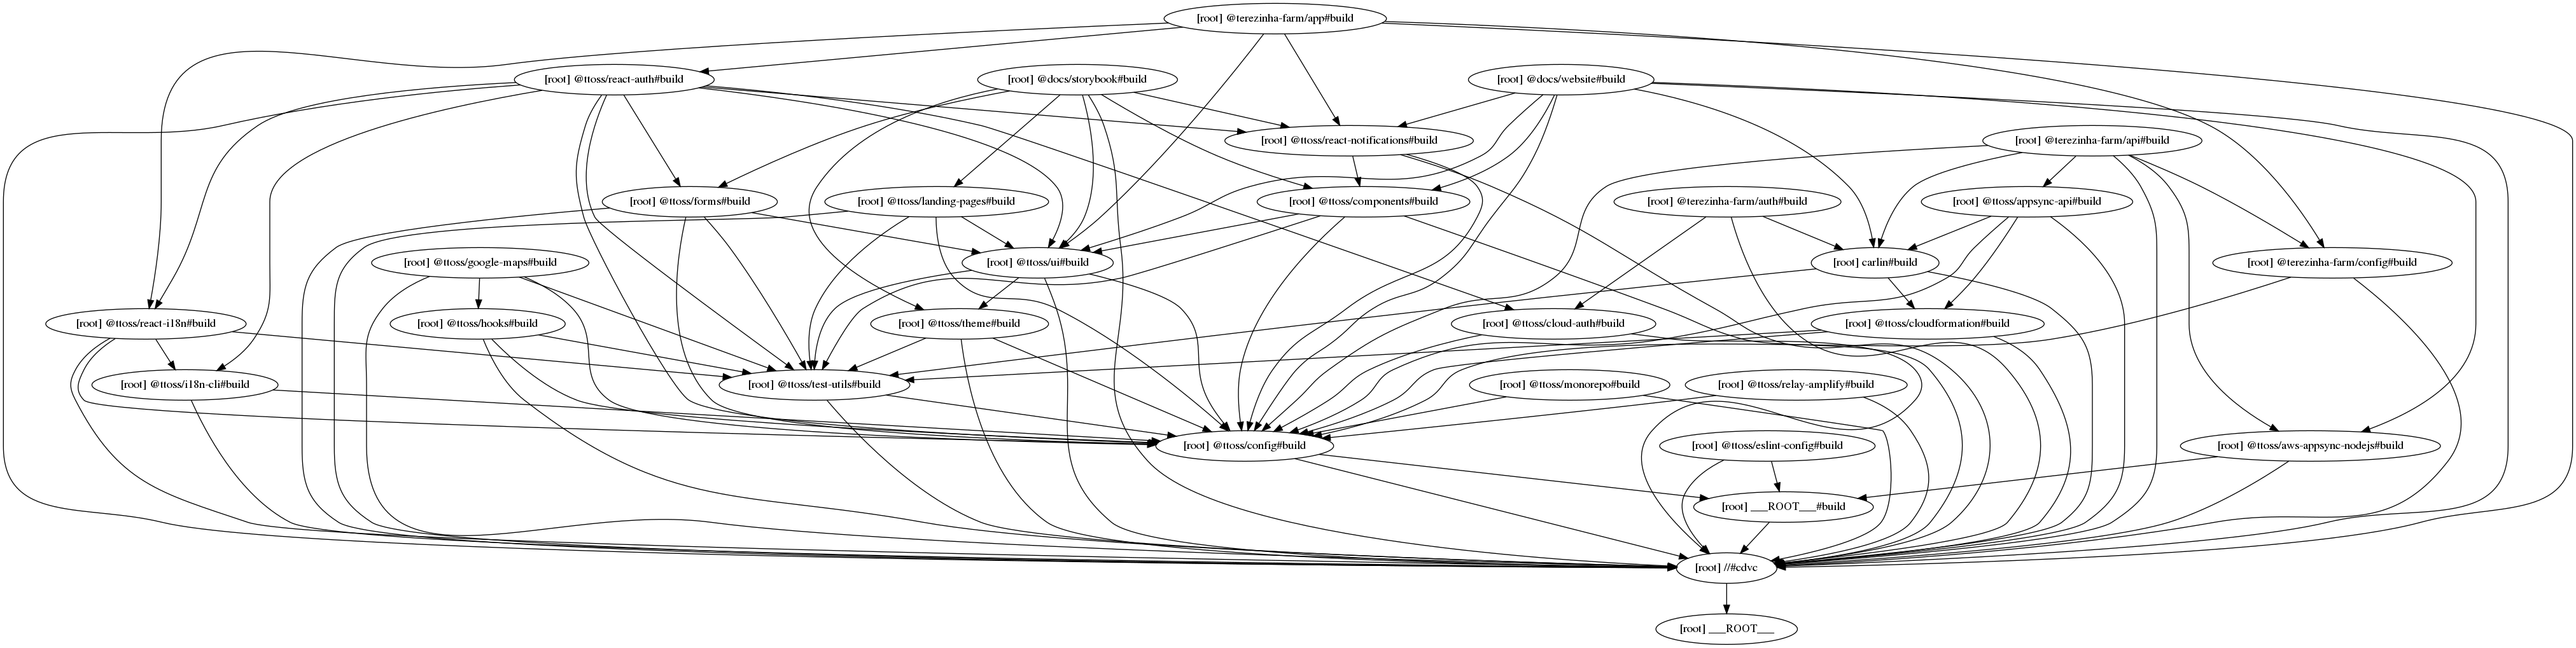 [root] @terezinha-farm/app#build
[root] @ttoss/react-auth#build
[root] @docs/storybook#build
[root] @docs/website#build
[root] @ttoss/react-notifications#build
[root] @terezinha-farm/api#build
[root] @ttoss/forms#build
[root] @ttoss/landing-pages#build
[root] @ttoss/components#build
[root] @terezinha-farm/auth#build
[root] @ttoss/appsync-api#build
[root] @ttoss/google-maps#build
[root] @ttoss/ui#build
[root] carlin#build
[root] @terezinha-farm/config#build
[root] @ttoss/react-i18n#build
[root] @ttoss/hooks#build
[root] @ttoss/theme#build
[root] @ttoss/cloud-auth#build
[root] @ttoss/cloudformation#build
[root] @ttoss/i18n-cli#build
[root] @ttoss/test-utils#build
[root] @ttoss/monorepo#build
[root] @ttoss/relay-amplify#build
[root] @ttoss/config#build
[root] @ttoss/eslint-config#build
[root] @ttoss/aws-appsync-nodejs#build
[root] ___ROOT___#build
[root] //#cdvc
[root] ___ROOT___